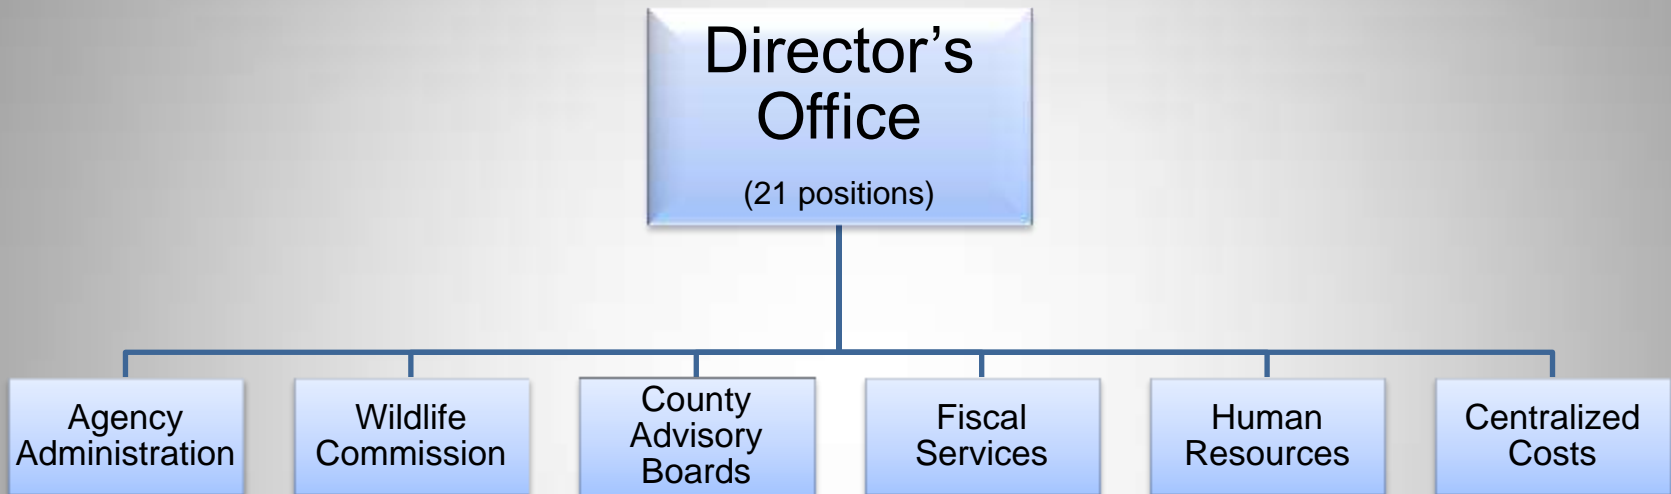 Director’s
Office
(21 positions)
Agency
Administration
Wildlife
Commission
County
Advisory
Boards
Fiscal
Services
Human
Resources
Centralized
Costs